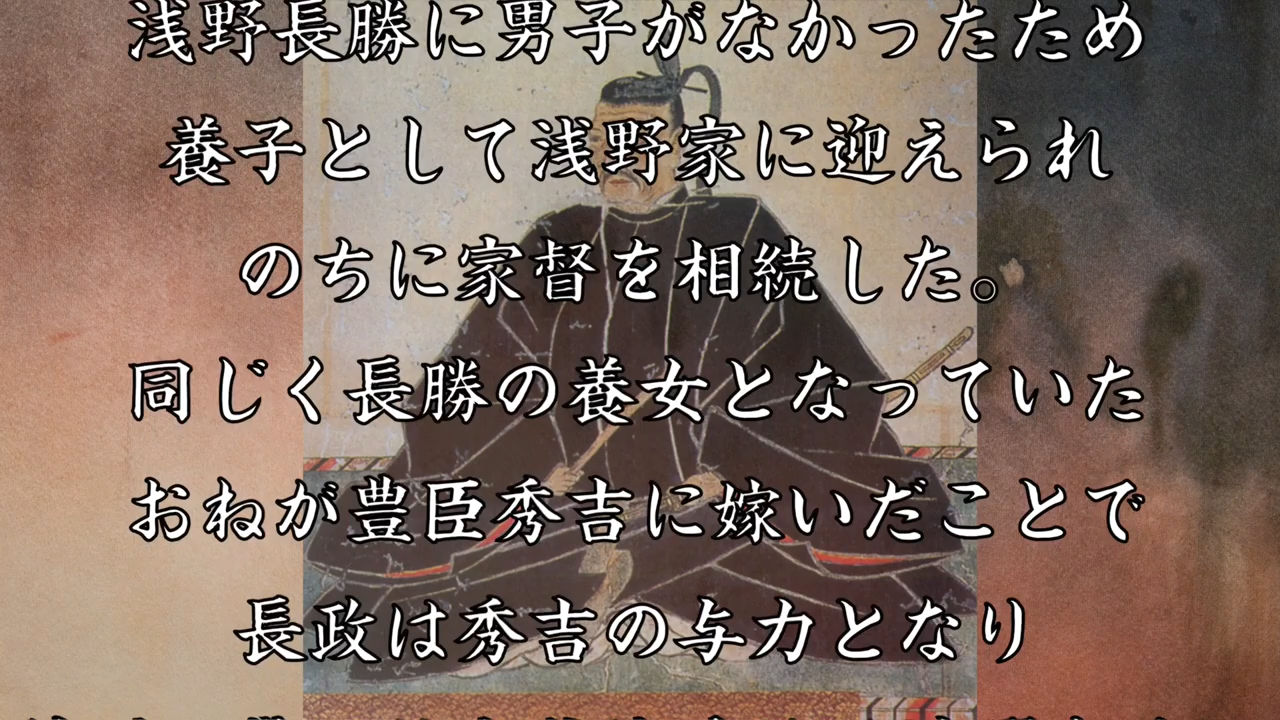 浅野長勝に男子がなかったため
養子として浅野家に迎えられ
のちに家督を相続した。
同じく長勝の養女となっていた
おねが豊臣秀吉に嫁いだことで
長政は秀吉の与力となり